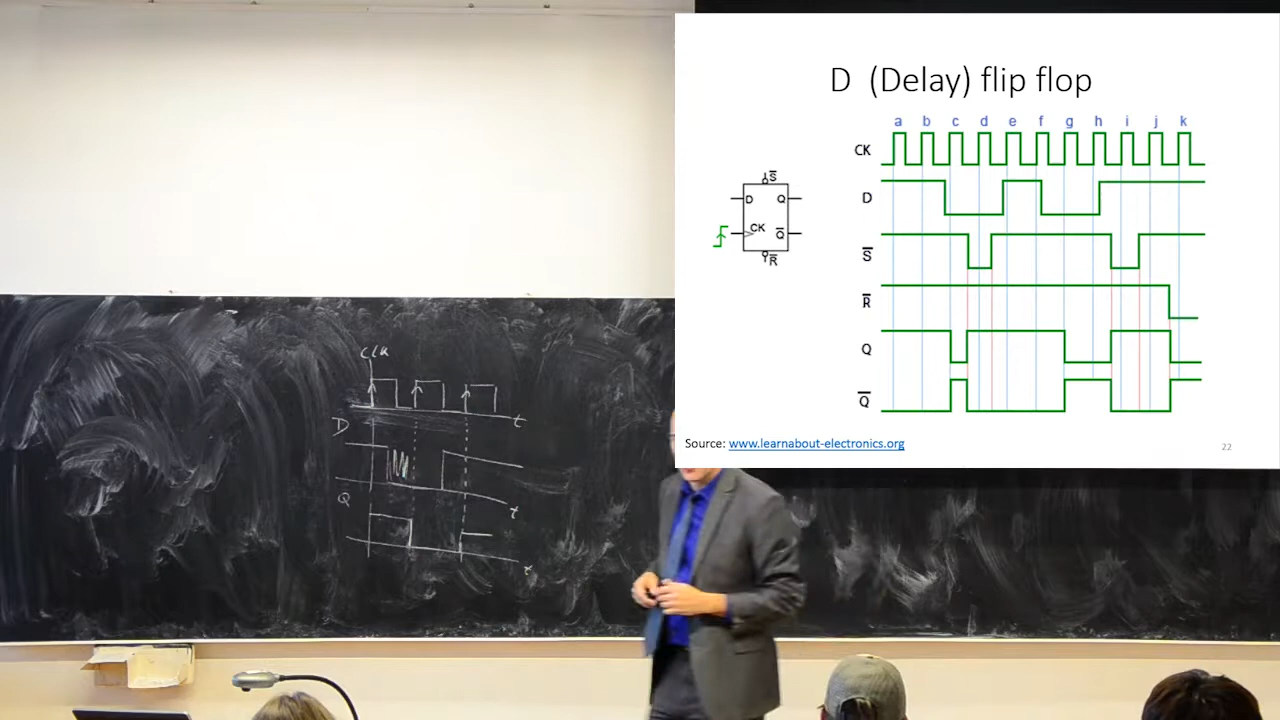 D (Delay) flip flop
a b c d e f g h i j k
CK
D
S̅
R̅
Q
Q̅
S̅
D Q
CK Q̅
R̅
Source: www.learnabout-electronics.org
22
CLK
t
D
t
Q
t